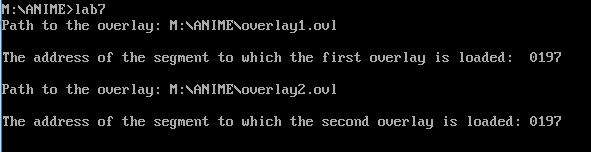 M:\ANIME>lab7
Path to the overlay: M:\ANIME\overlay1.ovl
The address of the segment to which the first overlay is loaded:  0197
Path to the overlay: M:\ANIME\overlay2.ovl
The address of the segment to which the second overlay is loaded: 0197